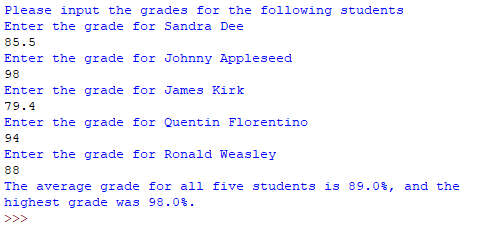 Please input the grades for the following students
Enter the grade for Sandra Dee
85.5
Enter the grade for Johnny Appleseed
98
Enter the grade for James Kirk
79.4
Enter the grade for Quentin Florentino
94
Enter the grade for Ronald Weasley
88
The average grade for all five students is 89.0%, and the
highest grade was 98.0%.
>>>